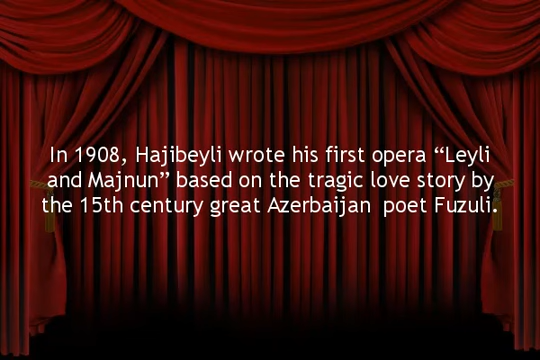 In 1908, Hajibeyli wrote his first opera “Leyli
and Majnun” based on the tragic love story by
the 15th century great Azerbaijan  poet Fuzuli.